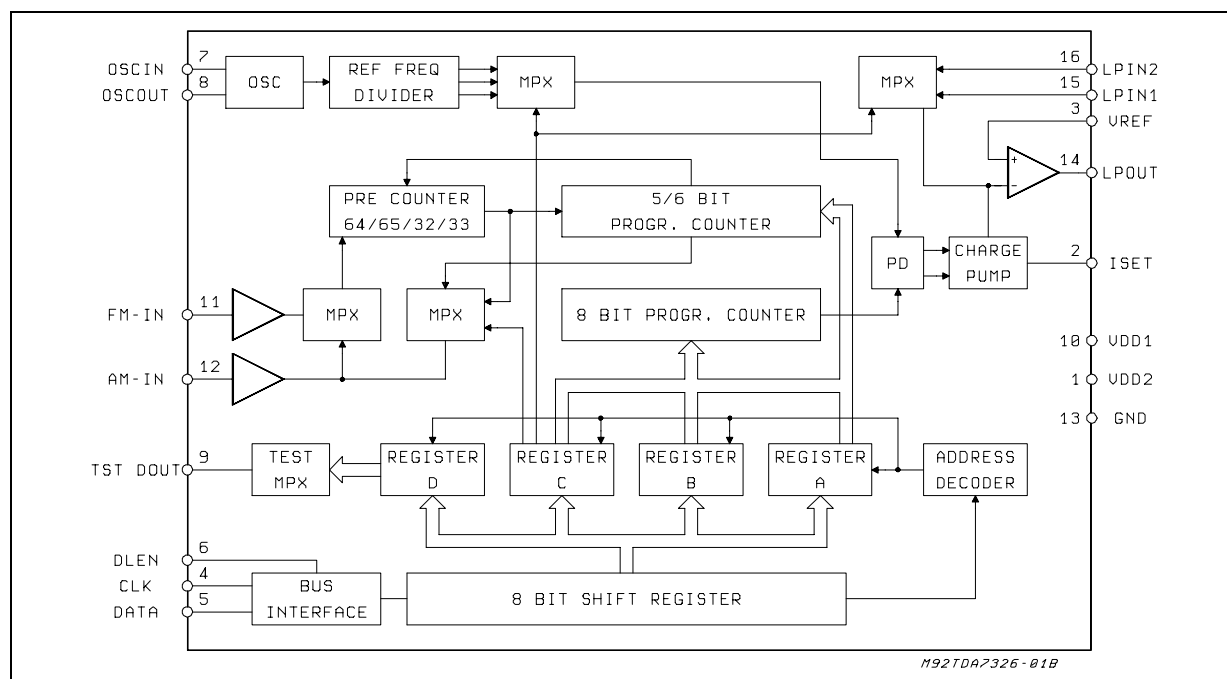 7
OSCIN
8
OSCOUT
OSC
REF FREQ
DIVIDER
MPX
MPX
16
LPIN2
15
LPIN1
3
VREF
+
-
14
LPOUT
PRE COUNTER
64/65/32/33
5/6 BIT
PROGR. COUNTER
PD
CHARGE
PUMP
2
ISET
11
FM-IN
MPX
MPX
8 BIT PROGR. COUNTER
10
VDD1
12
AM-IN
1
VDD2
13
GND
9
TST DOUT
TEST
MPX
REGISTER
D
REGISTER
C
REGISTER
B
REGISTER
A
ADDRESS
DECODER
6
DLEN
4
CLK
5
DATA
BUS
INTERFACE
8 BIT SHIFT REGISTER
M92TDA7326-01B